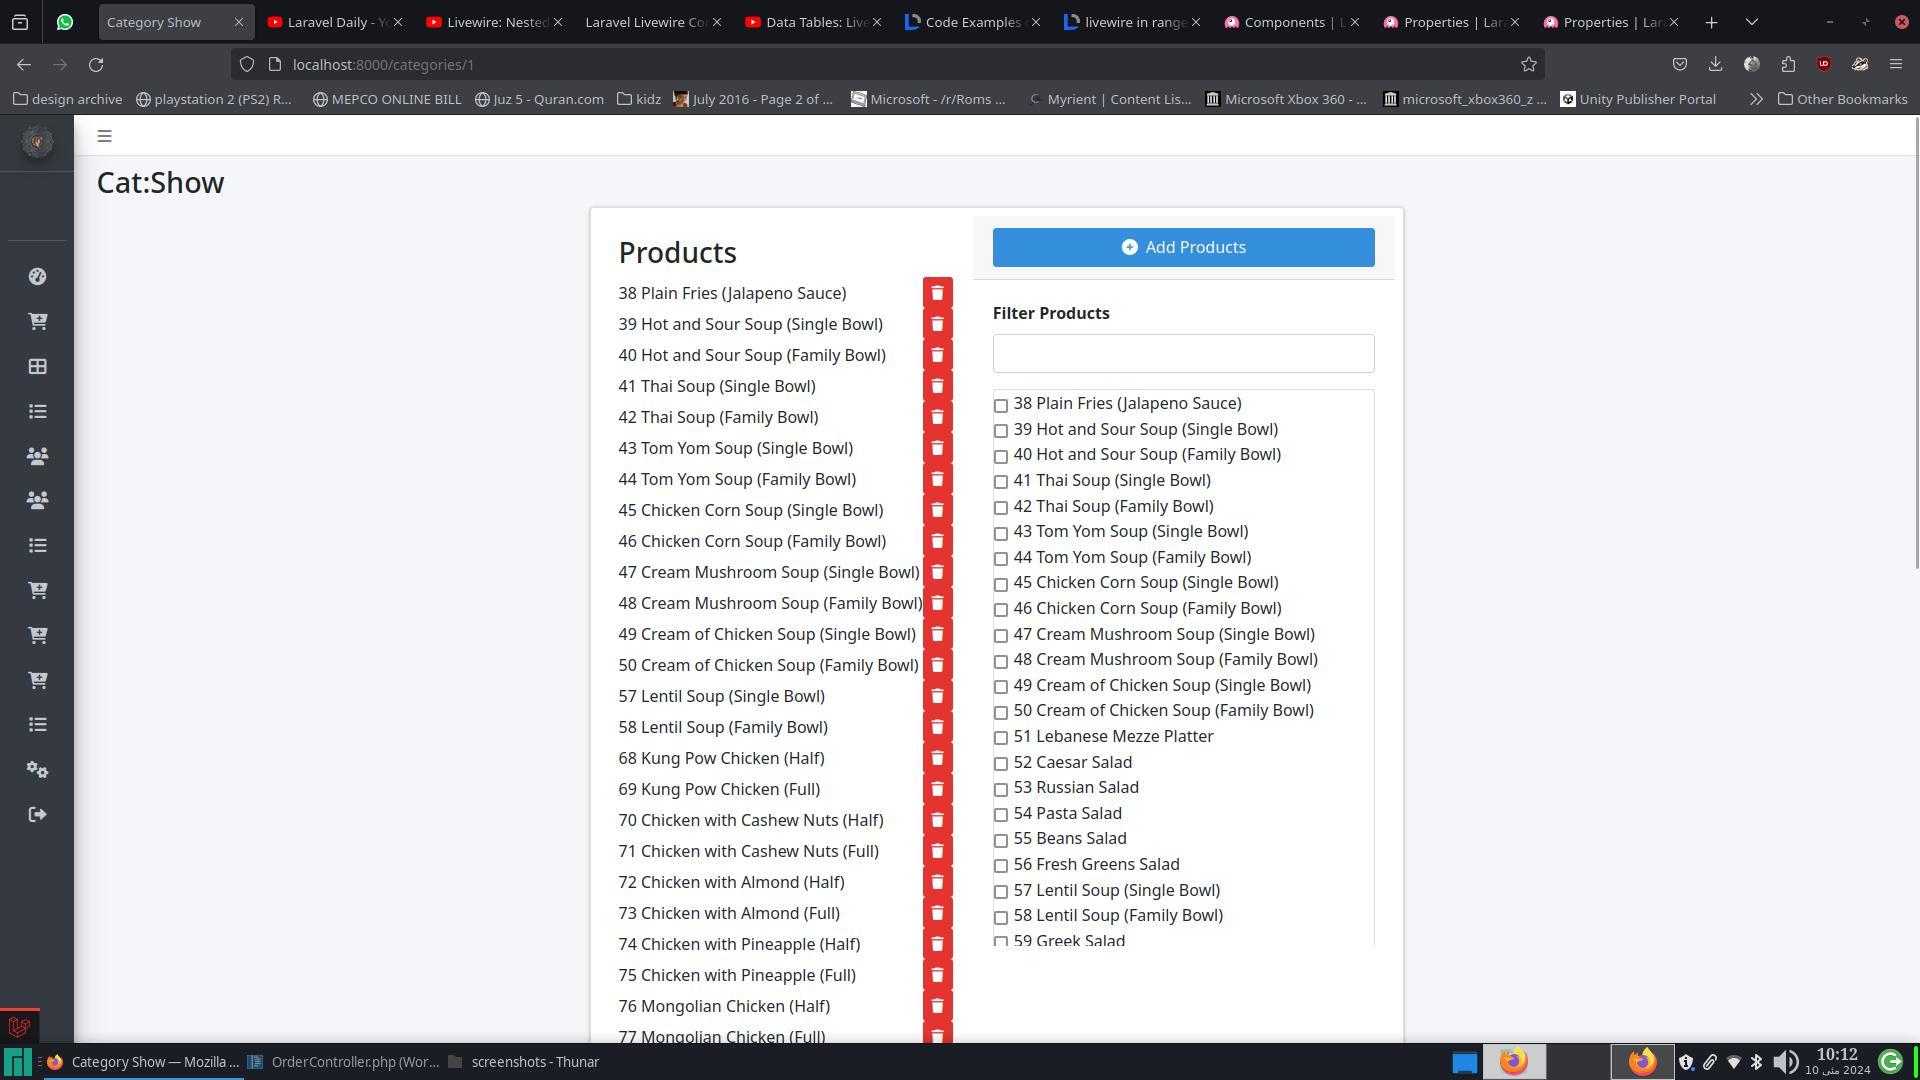 Category Show
Laravel Daily - Y
Livewire: Nested
Laravel Livewire Co
Data Tables: Live
Code Examples
livewire in range
Components | L
Properties | Lar
Properties | Lar
localhost:8000/categories/1
design archive
playstation 2 (PS2) R...
MEPCO ONLINE BILL
Juz 5 - Quran.com
kidz
July 2016 - Page 2 of ...
Microsoft - /r/Roms ...
Myrient | Content Lis...
Microsoft Xbox 360 - ...
microsoft_xbox360_z ...
Unity Publisher Portal
Other Bookmarks
Cat:Show
Products
38 Plain Fries (Jalapeno Sauce)
39 Hot and Sour Soup (Single Bowl)
40 Hot and Sour Soup (Family Bowl)
41 Thai Soup (Single Bowl)
42 Thai Soup (Family Bowl)
43 Tom Yom Soup (Single Bowl)
44 Tom Yom Soup (Family Bowl)
45 Chicken Corn Soup (Single Bowl)
46 Chicken Corn Soup (Family Bowl)
47 Cream Mushroom Soup (Single Bowl)
48 Cream Mushroom Soup (Family Bowl)
49 Cream of Chicken Soup (Single Bowl)
50 Cream of Chicken Soup (Family Bowl)
57 Lentil Soup (Single Bowl)
58 Lentil Soup (Family Bowl)
68 Kung Pow Chicken (Half)
69 Kung Pow Chicken (Full)
70 Chicken with Cashew Nuts (Half)
71 Chicken with Cashew Nuts (Full)
72 Chicken with Almond (Half)
73 Chicken with Almond (Full)
74 Chicken with Pineapple (Half)
75 Chicken with Pineapple (Full)
76 Mongolian Chicken (Half)
77 Mongolian Chicken (Full)
Add Products
Filter Products
38 Plain Fries (Jalapeno Sauce)
39 Hot and Sour Soup (Single Bowl)
40 Hot and Sour Soup (Family Bowl)
41 Thai Soup (Single Bowl)
42 Thai Soup (Family Bowl)
43 Tom Yom Soup (Single Bowl)
44 Tom Yom Soup (Family Bowl)
45 Chicken Corn Soup (Single Bowl)
46 Chicken Corn Soup (Family Bowl)
47 Cream Mushroom Soup (Single Bowl)
48 Cream Mushroom Soup (Family Bowl)
49 Cream of Chicken Soup (Single Bowl)
50 Cream of Chicken Soup (Family Bowl)
51 Lebanese Mezze Platter
52 Caesar Salad
53 Russian Salad
54 Pasta Salad
55 Beans Salad
56 Fresh Greens Salad
57 Lentil Soup (Single Bowl)
58 Lentil Soup (Family Bowl)
59 Greek Salad
Category Show — Mozilla ...
OrderController.php (Wor...
screenshots - Thunar
10:12
10 مئی 2024